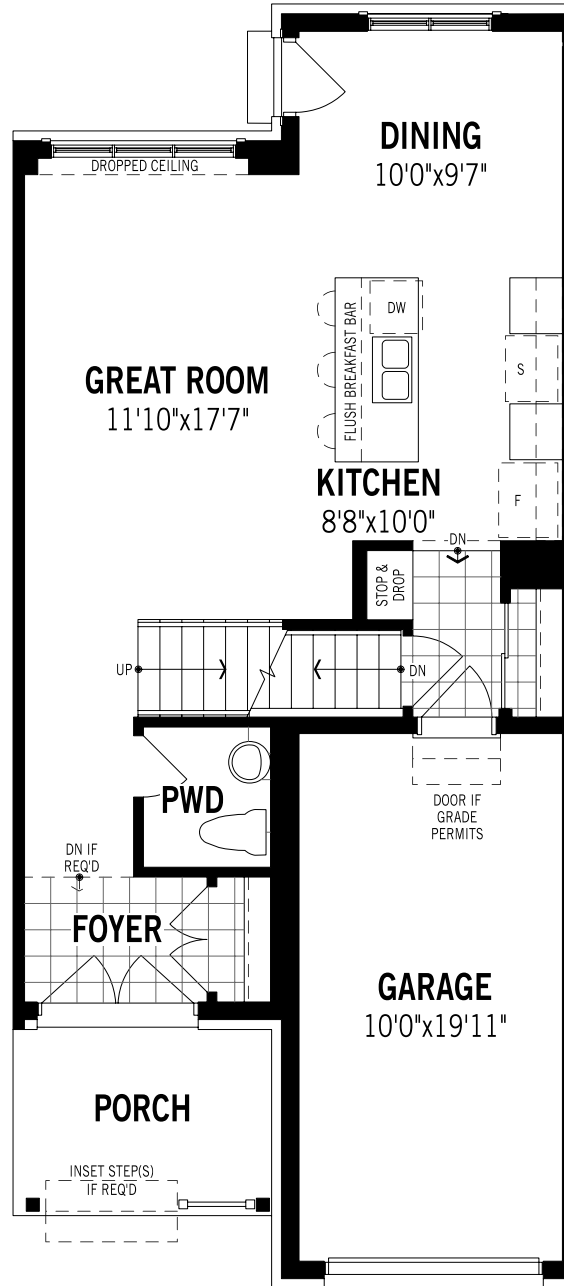 DINING
10'0"x9'7"
DROPPED CEILING
DW
FLUSH BREAKFAST BAR
S
GREAT ROOM
11'10"x17'7"
KITCHEN
8'8"x10'0"
F
DN
STOP &
DROP
UP
DN
PWD
DOOR IF
GRADE
PERMITS
DN IF
REQ'D
FOYER
GARAGE
10'0"x19'11"
PORCH
INSET STEP(S)
IF REQ'D